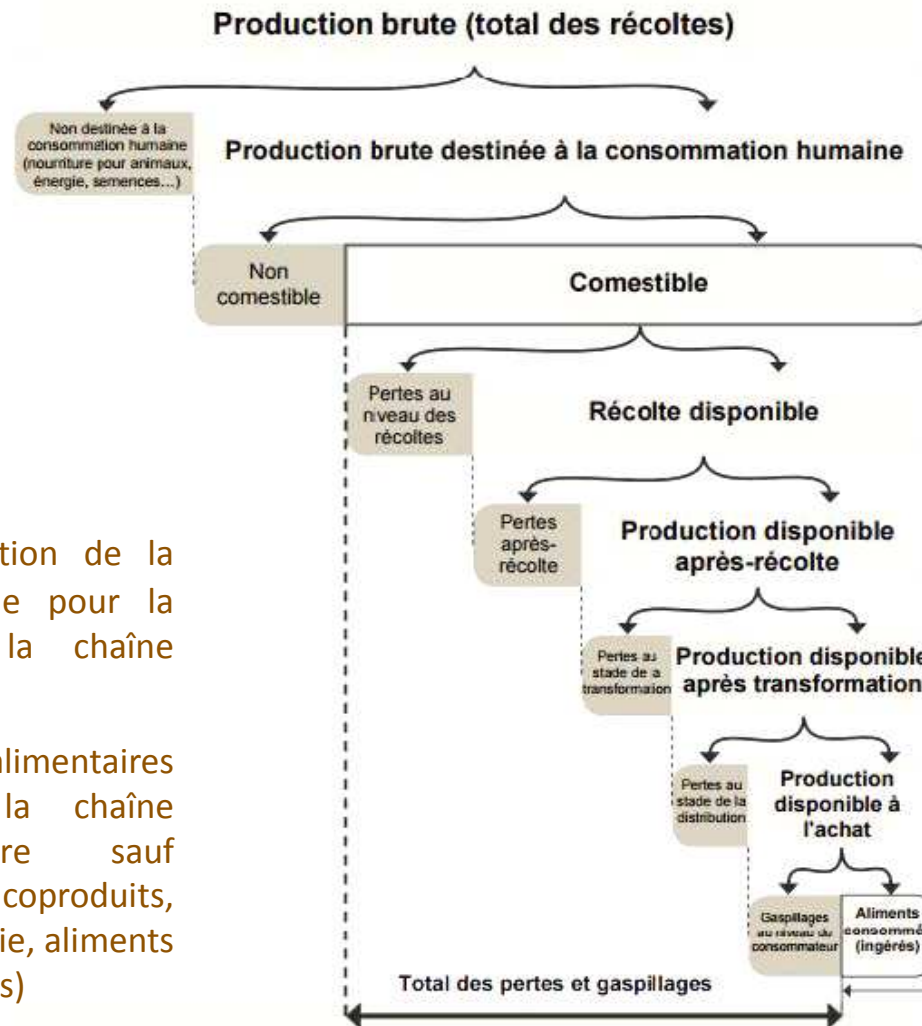 Production brute (total des récoltes)
Non destinée à la
consommation humaine
(nourriture pour animaux,
énergie, semences...)
Production brute destinée à la consommation humaine
Non
comestible
Comestible
Pertes au
niveau des
récoltes
Récolte disponible
Pertes
après-
récolte
Production disponible
après-récolte
Pertes au
stade de a
transformation
Production disponible
après transformation
Pertes au
stade de la
distribution
Production
disponible à
l'achat
Gaspillages
au niveau du
consommateur
Aliments
consommé
(ingérés)
Total des pertes et gaspillages
tion de la
e pour la
la chaîne
alimentaires
la chaîne
re sauf
coproduits,
ie, aliments
s)